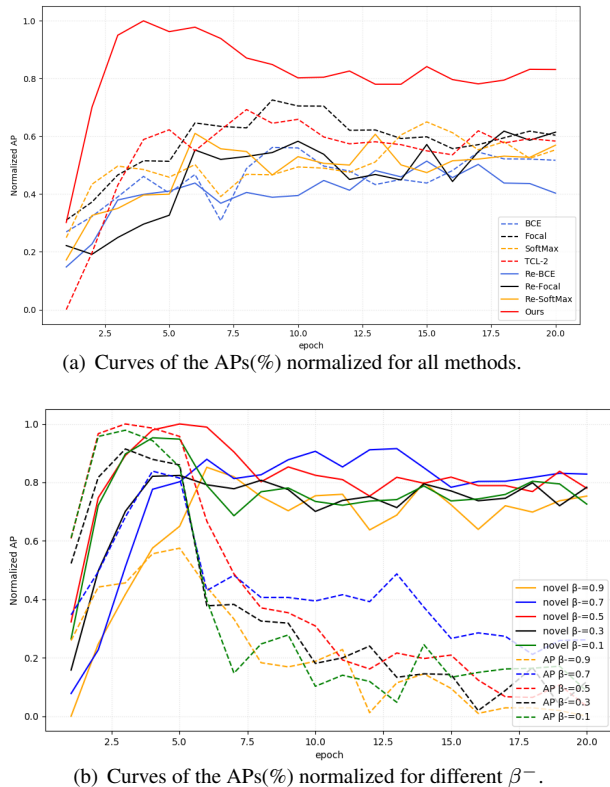 1.0
0.8
0.6
0.4
0.2
0.0
Normalized AP
2.5 5.0 7.5 10.0 12.5 15.0 17.5 20.0
epoch
BCE
Focal
SoftMax
TCL-2
Re-BCE
Re-Focal
Re-SoftMax
Ours
(a) Curves of the APs(%) normalized for all methods.
1.0
0.8
0.6
0.4
0.2
0.0
Normalized AP
2.5 5.0 7.5 10.0 12.5 15.0 17.5 20.0
epoch
novel β-=0.9
novel β-=0.7
novel β-=0.5
novel β-=0.3
novel β-=0.1
AP β-=0.9
AP β-=0.7
AP β-=0.5
AP β-=0.3
AP β-=0.1
(b) Curves of the APs(%) normalized for different β⁻.